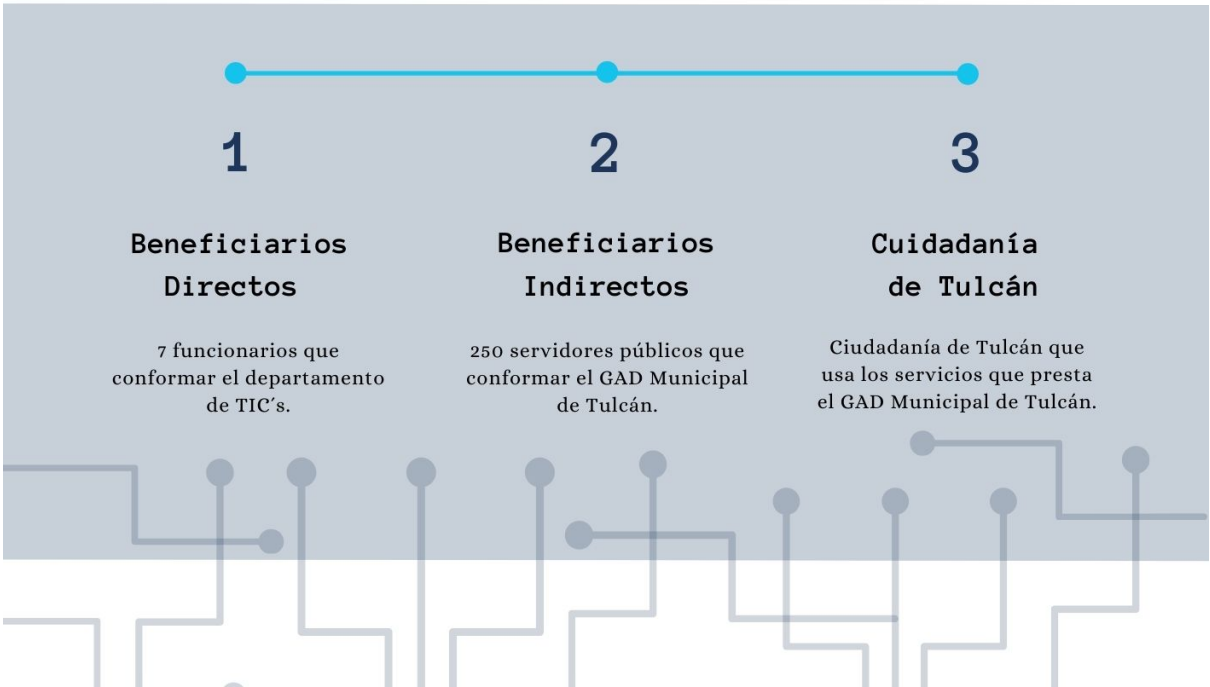 1
Beneficiarios
Directos
7 funcionarios que
conformar el departamento
de TIC´s.
2
Beneficiarios
Indirectos
250 servidores públicos que
conformar el GAD Municipal
de Tulcán.
3
Cuidadanía
de Tulcán
Ciudadanía de Tulcán que
usa los servicios que presta
el GAD Municipal de Tulcán.